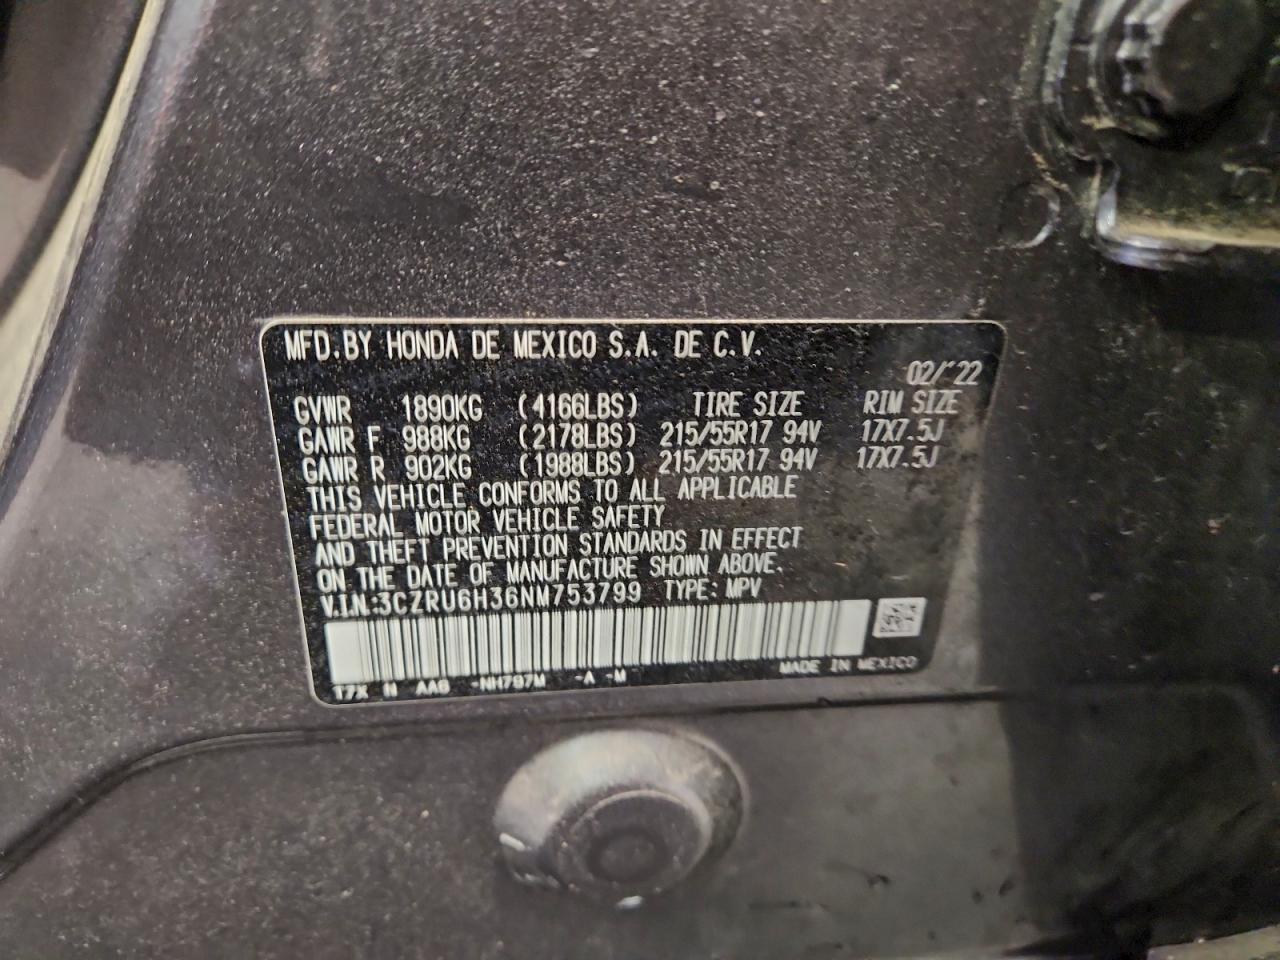 MFD.BY HONDA DE MEXICO S.A. DE C.V.
02/'22
GVWR 1890KG (4166LBS) TIRE SIZE RIM SIZE
GAWR F 988KG (2178LBS) 215/55R17 94V 17X7.5J
GAWR R 902KG (1988LBS) 215/55R17 94V 17X7.5J
THIS VEHICLE CONFORMS TO ALL APPLICABLE
FEDERAL MOTOR VEHICLE SAFETY
AND THEFT PREVENTION STANDARDS IN EFFECT
ON THE DATE OF MANUFACTURE SHOWN ABOVE.
V.I.N:3CZRU6H36NM753799 TYPE: MPV
MADE IN MEXICO
T7X N AA6 -NH797M -A -M